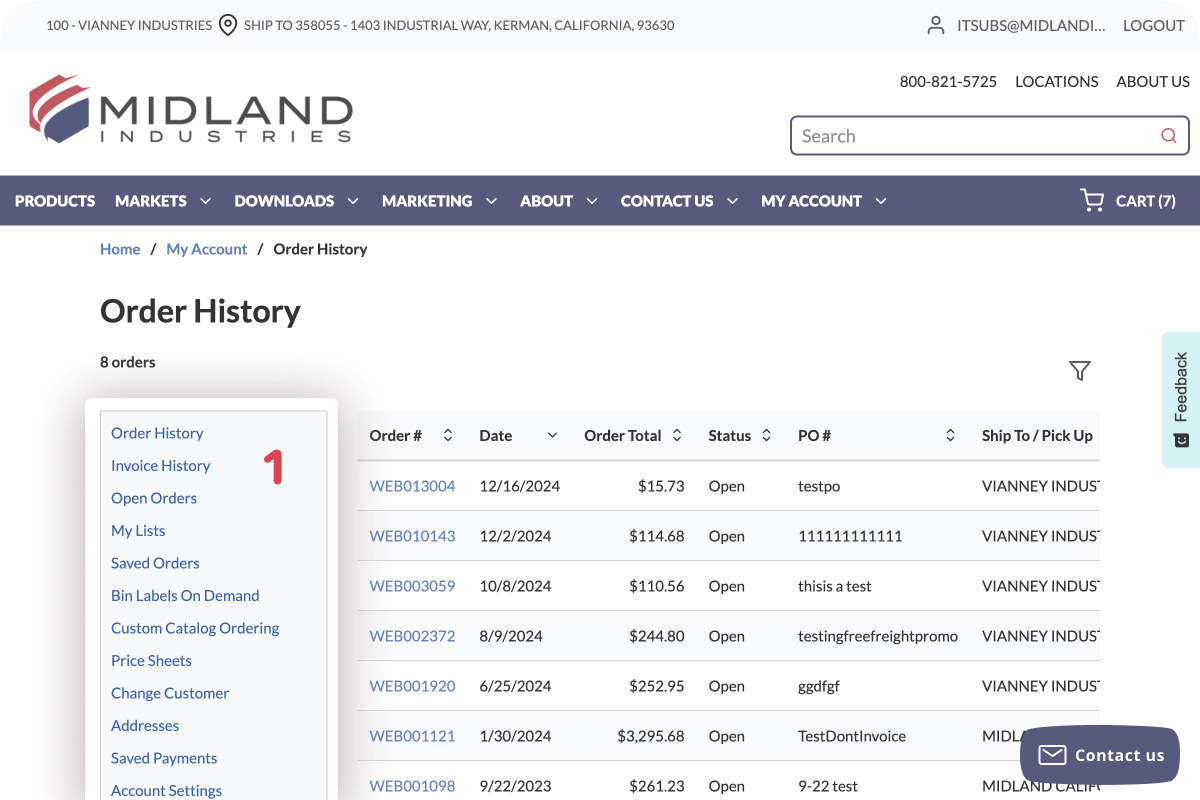 100 - VIANNEY INDUSTRIES SHIP TO 358055 - 1403 INDUSTRIAL WAY, KERMAN, CALIFORNIA, 93630 ITSUBS@MIDLANDI... LOGOUT
800-821-5725 LOCATIONS ABOUT US
MIDLAND
INDUSTRIES
Search
PRODUCTS MARKETS DOWNLOADS MARKETING ABOUT CONTACT US MY ACCOUNT CART (7)
Home / My Account / Order History
Order History
8 orders
Feedback
Order History
Invoice History
1
Open Orders
My Lists
Saved Orders
Bin Labels On Demand
Custom Catalog Ordering
Price Sheets
Change Customer
Addresses
Saved Payments
Account Settings
Order # Date Order Total Status PO # Ship To / Pick Up
WEB013004 12/16/2024 $15.73 Open testpo VIANNEY INDUST
WEB010143 12/2/2024 $114.68 Open 111111111111 VIANNEY INDUST
WEB003059 10/8/2024 $110.56 Open thisis a test VIANNEY INDUST
WEB002372 8/9/2024 $244.80 Open testingfreefreightpromo VIANNEY INDUST
WEB001920 6/25/2024 $252.95 Open ggdfgf VIANNEY INDUST
WEB001121 1/30/2024 $3,295.68 Open TestDontInvoice MIDLA
WEB001098 9/22/2023 $261.23 Open 9-22 test MIDLAND CALIF
Contact us